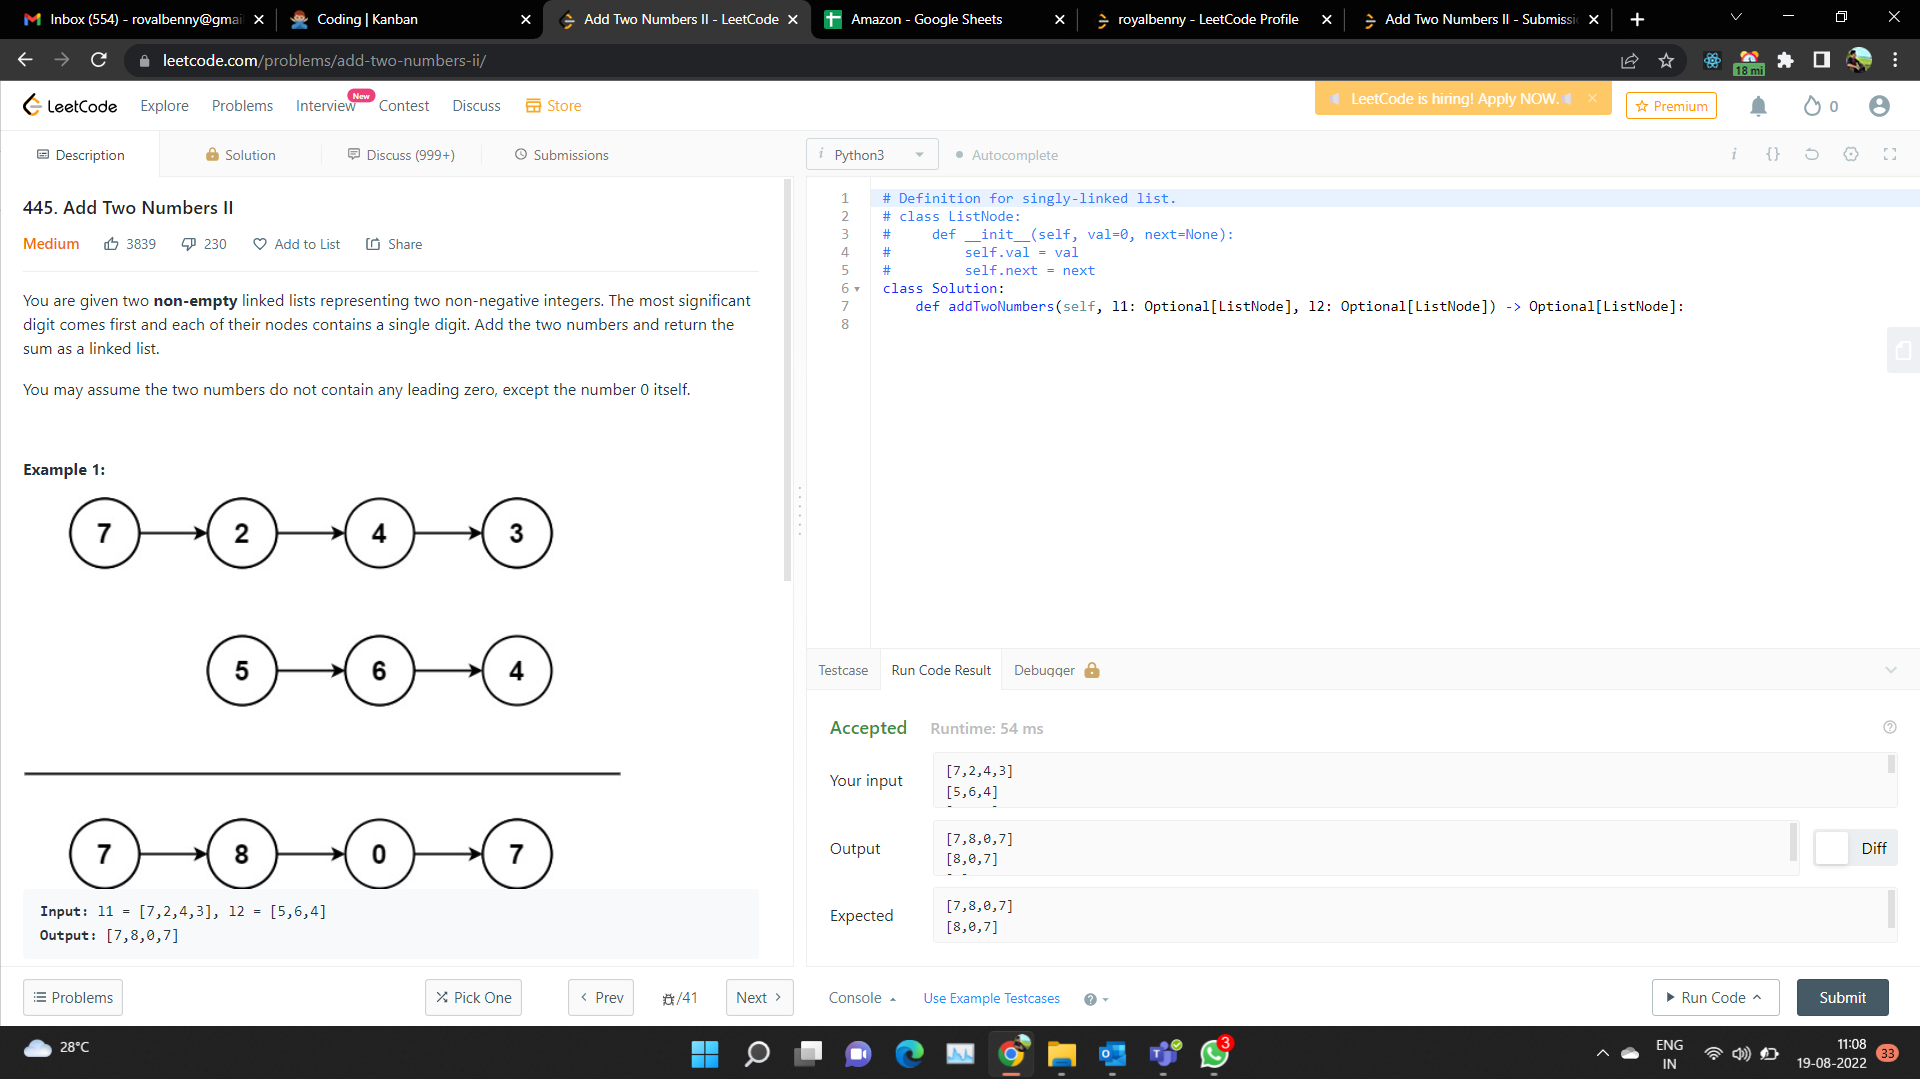 Inbox (554) - rovalbenny@gmai
Coding | Kanban
Add Two Numbers II - LeetCode
Amazon - Google Sheets
royalbenny - LeetCode Profile
Add Two Numbers II - Submissi
leetcode.com/problems/add-two-numbers-ii/
18 mi
LeetCode
Explore
Problems
Interview
New
Contest
Discuss
Store
LeetCode is hiring! Apply NOW.
Premium
0
Description
Solution
Discuss (999+)
Submissions
i Python3
Autocomplete
i {}
445. Add Two Numbers II
Medium 3839 230 Add to List Share
You are given two non-empty linked lists representing two non-negative integers. The most significant
digit comes first and each of their nodes contains a single digit. Add the two numbers and return the
sum as a linked list.
You may assume the two numbers do not contain any leading zero, except the number 0 itself.
Example 1:
7 2 4 3
5 6 4
7 8 0 7
Input: l1 = [7,2,4,3], l2 = [5,6,4]
Output: [7,8,0,7]
1 # Definition for singly-linked list.
2 # class ListNode:
3 #     def __init__(self, val=0, next=None):
4 #         self.val = val
5 #         self.next = next
6 class Solution:
7     def addTwoNumbers(self, l1: Optional[ListNode], l2: Optional[ListNode]) -> Optional[ListNode]:
8
Testcase
Run Code Result
Debugger
Accepted Runtime: 54 ms
Your input
[7,2,4,3]
[5,6,4]
Output
[7,8,0,7]
[8,0,7]
Diff
Expected
[7,8,0,7]
[8,0,7]
Problems
Pick One
Prev
/41
Next
Console
Use Example Testcases
Run Code
Submit
28°C
3
ENG
IN
11:08
19-08-2022
33